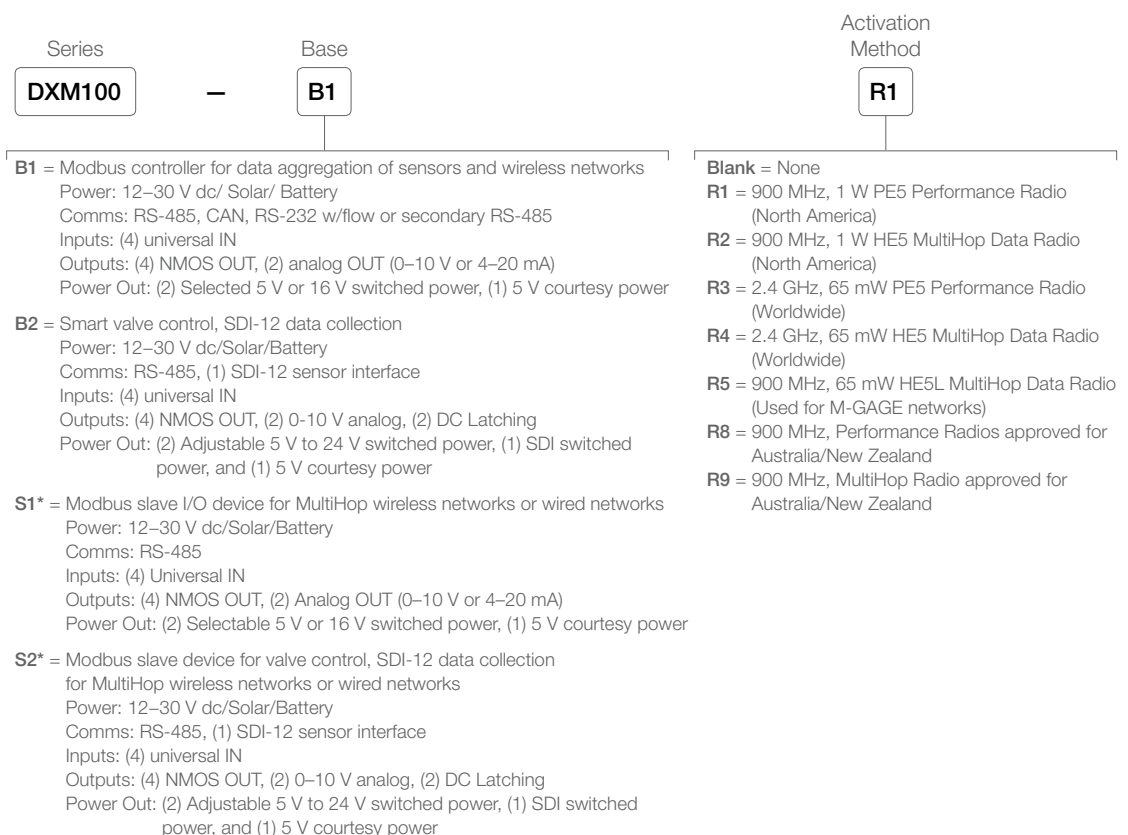 Series
Base
Activation
Method
DXM100
–
B1
R1
B1 = Modbus controller for data aggregation of sensors and wireless networks
Power: 12–30 V dc/ Solar/ Battery
Comms: RS-485, CAN, RS-232 w/flow or secondary RS-485
Inputs: (4) universal IN
Outputs: (4) NMOS OUT, (2) analog OUT (0–10 V or 4–20 mA)
Power Out: (2) Selected 5 V or 16 V switched power, (1) 5 V courtesy power
B2 = Smart valve control, SDI-12 data collection
Power: 12–30 V dc/Solar/Battery
Comms: RS-485, (1) SDI-12 sensor interface
Inputs: (4) universal IN
Outputs: (4) NMOS OUT, (2) 0-10 V analog, (2) DC Latching
Power Out: (2) Adjustable 5 V to 24 V switched power, (1) SDI switched
power, and (1) 5 V courtesy power
S1* = Modbus slave I/O device for MultiHop wireless networks or wired networks
Power: 12–30 V dc/Solar/Battery
Comms: RS-485
Inputs: (4) Universal IN
Outputs: (4) NMOS OUT, (2) Analog OUT (0–10 V or 4–20 mA)
Power Out: (2) Selectable 5 V or 16 V switched power, (1) 5 V courtesy power
S2* = Modbus slave device for valve control, SDI-12 data collection
for MultiHop wireless networks or wired networks
Power: 12–30 V dc/Solar/Battery
Comms: RS-485, (1) SDI-12 sensor interface
Inputs: (4) universal IN
Outputs: (4) NMOS OUT, (2) 0–10 V analog, (2) DC Latching
Power Out: (2) Adjustable 5 V to 24 V switched power, (1) SDI switched
power, and (1) 5 V courtesy power
Blank = None
R1 = 900 MHz, 1 W PE5 Performance Radio
(North America)
R2 = 900 MHz, 1 W HE5 MultiHop Data Radio
(North America)
R3 = 2.4 GHz, 65 mW PE5 Performance Radio
(Worldwide)
R4 = 2.4 GHz, 65 mW HE5 MultiHop Data Radio
(Worldwide)
R5 = 900 MHz, 65 mW HE5L MultiHop Data Radio
(Used for M-GAGE networks)
R8 = 900 MHz, Performance Radios approved for
Australia/New Zealand
R9 = 900 MHz, MultiHop Radio approved for
Australia/New Zealand